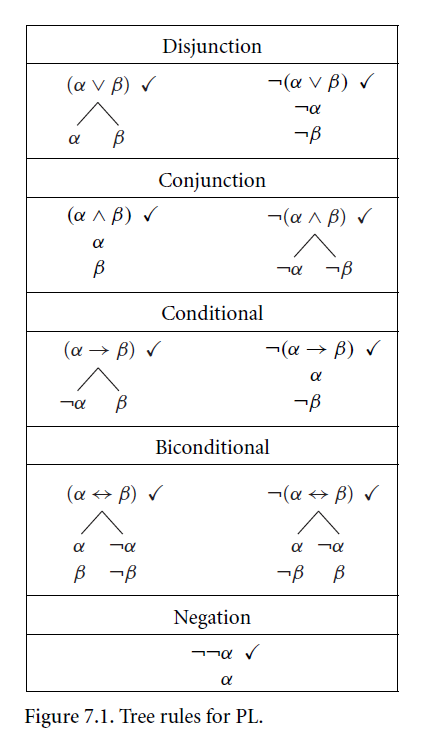 Disjunction
(α ∨ β) ✓ ¬(α ∨ β) ✓
¬α
α β ¬β
Conjunction
(α ∧ β) ✓ ¬(α ∧ β) ✓
α
β ¬α ¬β
Conditional
(α → β) ✓ ¬(α → β) ✓
α
¬α β ¬β
Biconditional
(α ↔ β) ✓ ¬(α ↔ β) ✓
α ¬α α ¬α
β ¬β ¬β β
Negation
¬¬α ✓
α
Figure 7.1. Tree rules for PL.